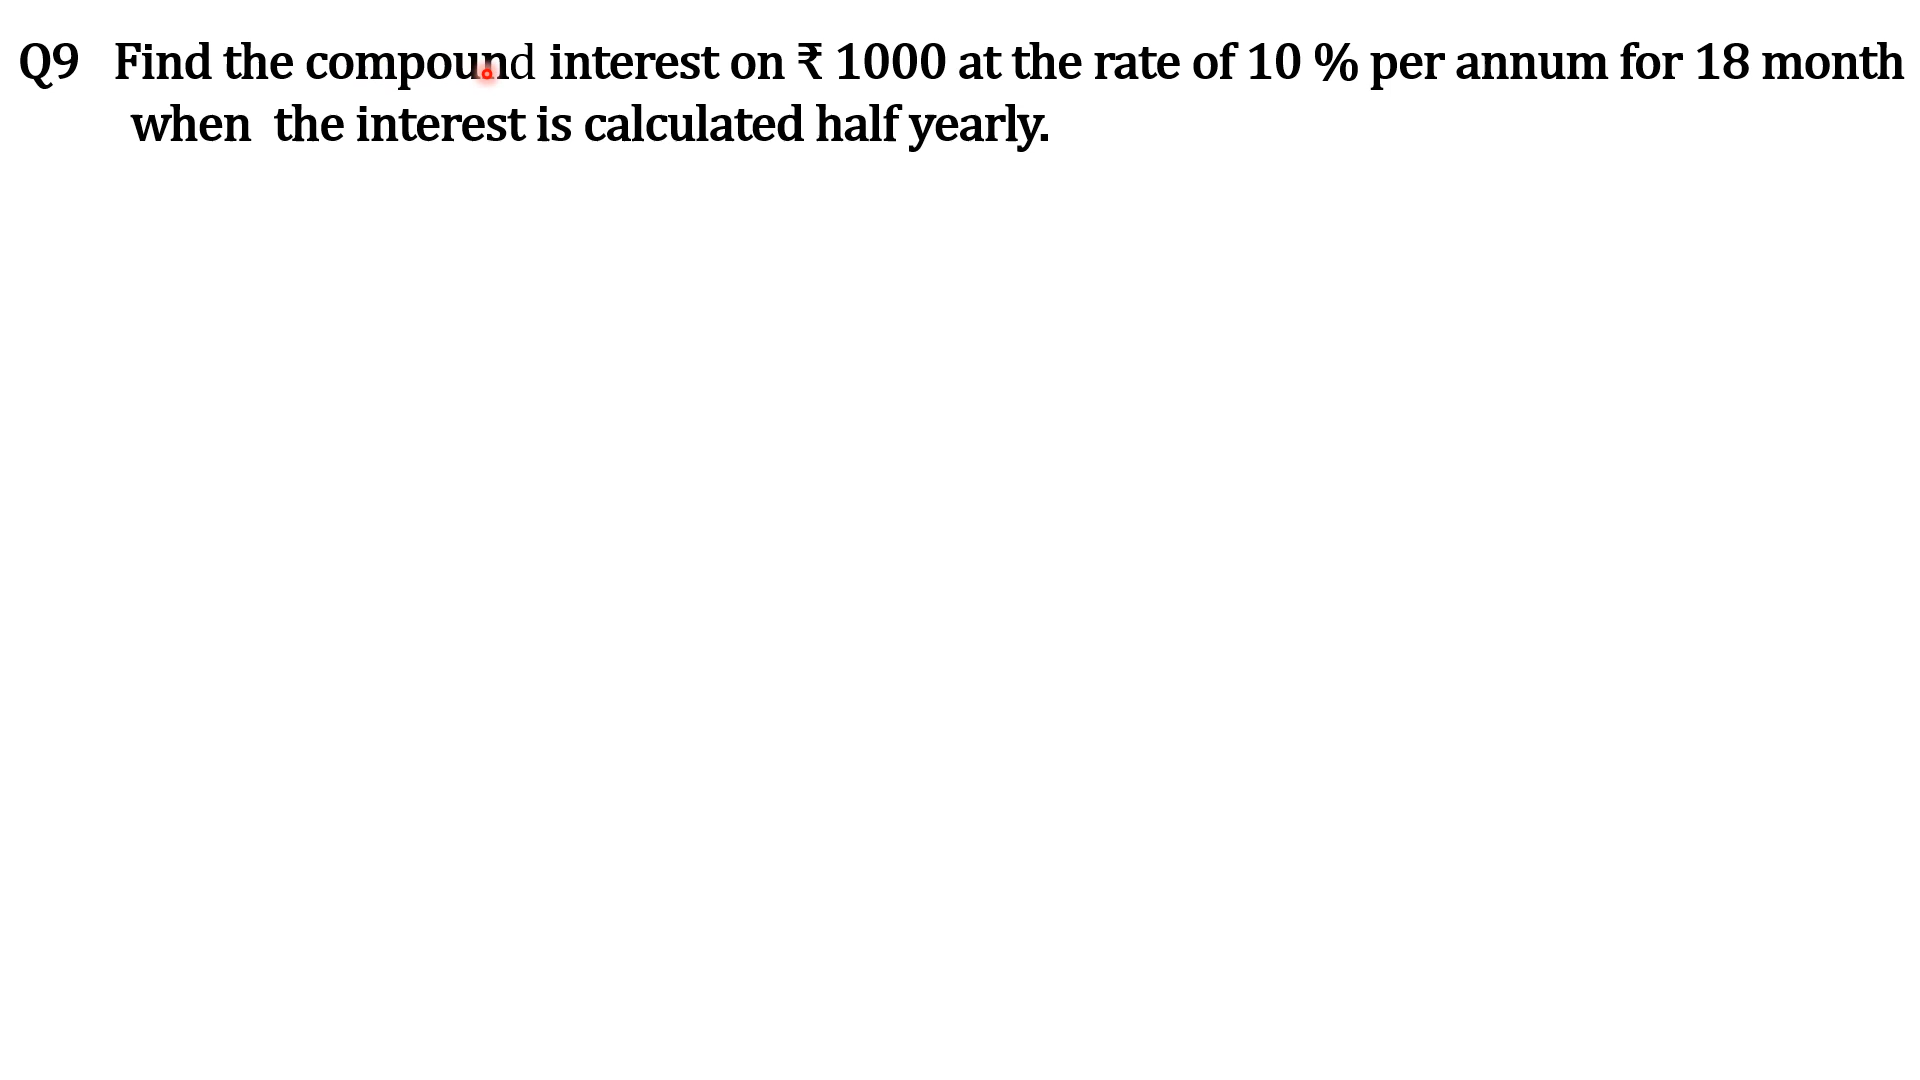 Q9 Find the compound interest on ₹ 1000 at the rate of 10 % per annum for 18 month
when the interest is calculated half yearly.